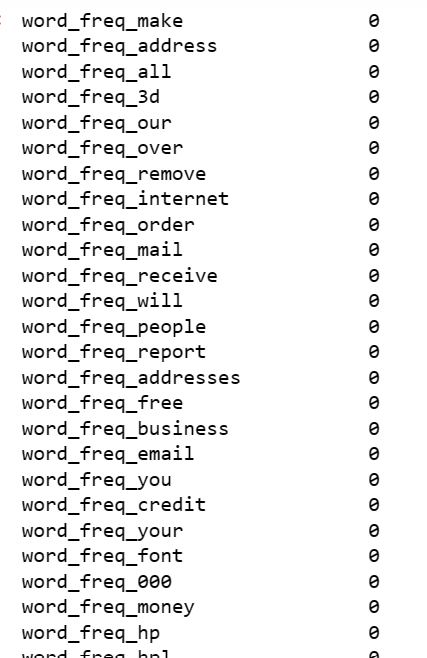 word_freq_make 0
word_freq_address 0
word_freq_all 0
word_freq_3d 0
word_freq_our 0
word_freq_over 0
word_freq_remove 0
word_freq_internet 0
word_freq_order 0
word_freq_mail 0
word_freq_receive 0
word_freq_will 0
word_freq_people 0
word_freq_report 0
word_freq_addresses 0
word_freq_free 0
word_freq_business 0
word_freq_email 0
word_freq_you 0
word_freq_credit 0
word_freq_your 0
word_freq_font 0
word_freq_000 0
word_freq_money 0
word_freq_hp 0
word_freq_hpl 0